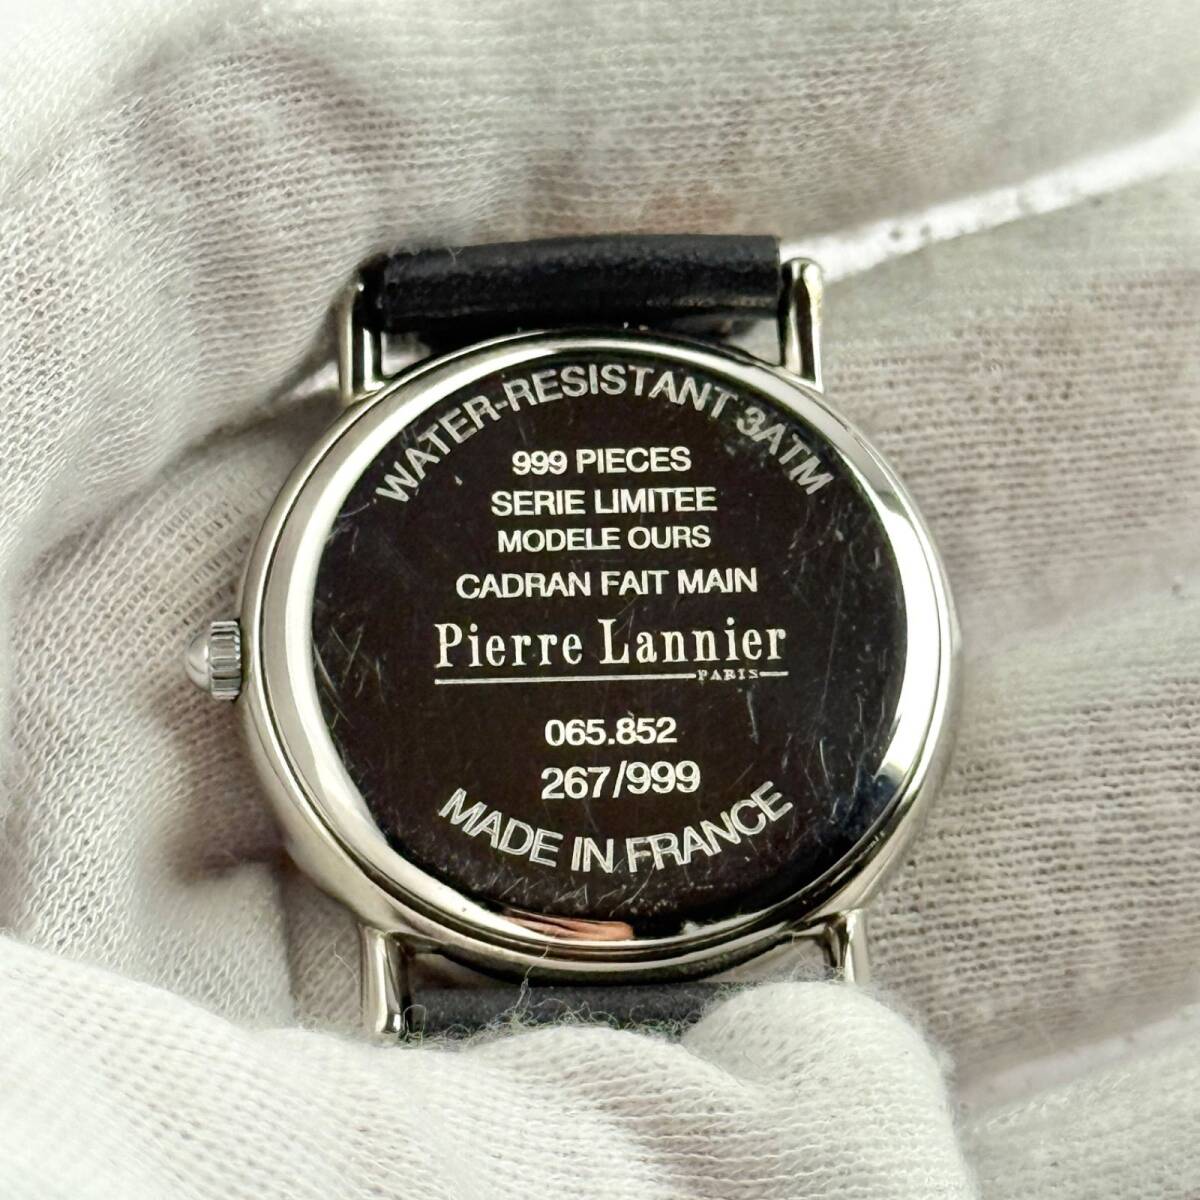 WATER-RESISTANT 3ATM
999 PIECES
SERIE LIMITEE
MODELE OURS
CADRAN FAIT MAIN
Pierre Lannier
PARIS
065.852
267/999
MADE IN FRANCE